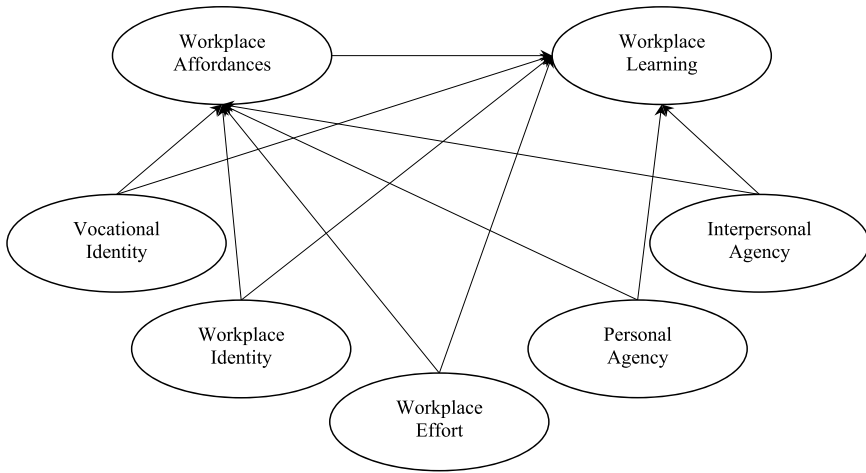 Workplace
Affordances
Workplace
Learning
Vocational
Identity
Interpersonal
Agency
Workplace
Identity
Personal
Agency
Workplace
Effort